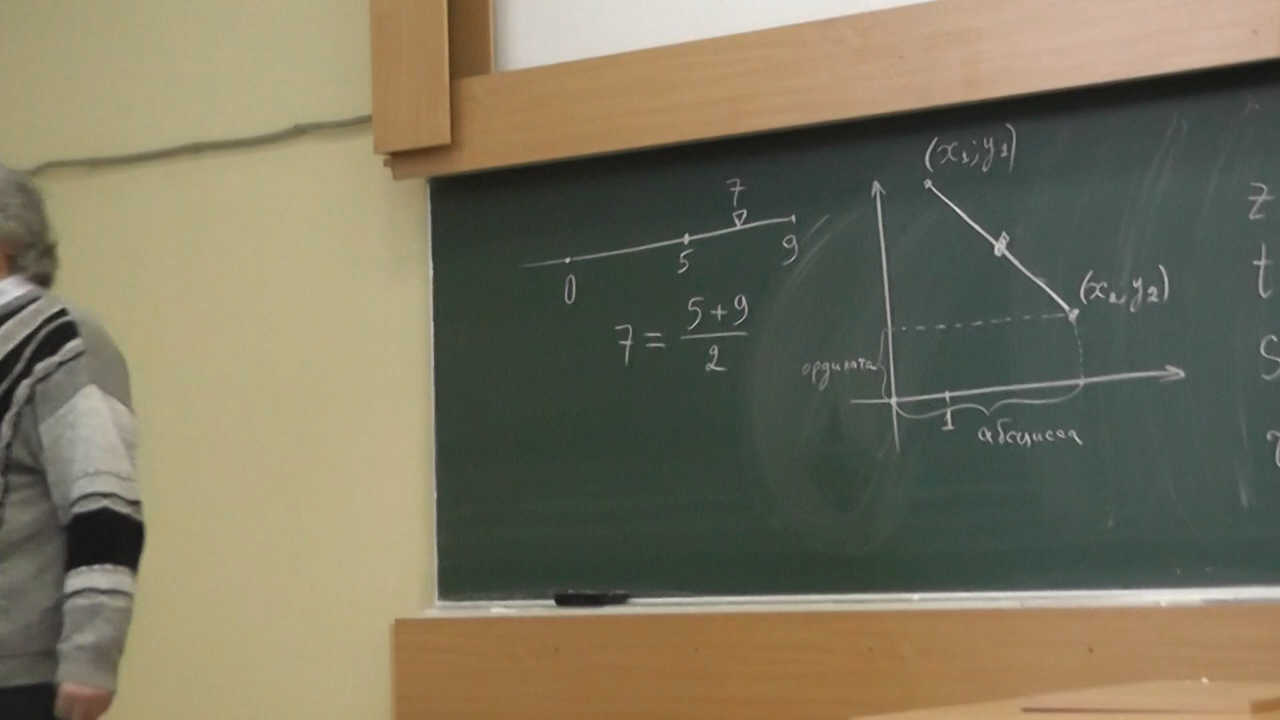 7
0 5 9
7 = (5+9)/2
(x₁; y₁)
(x₂; y₂)
ордината
1
абсцисса
z
t